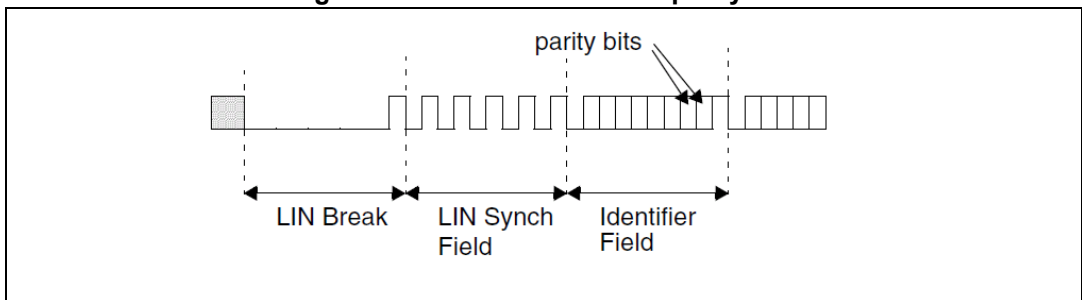 parity bits
LIN Break
LIN Synch
Field
Identifier
Field